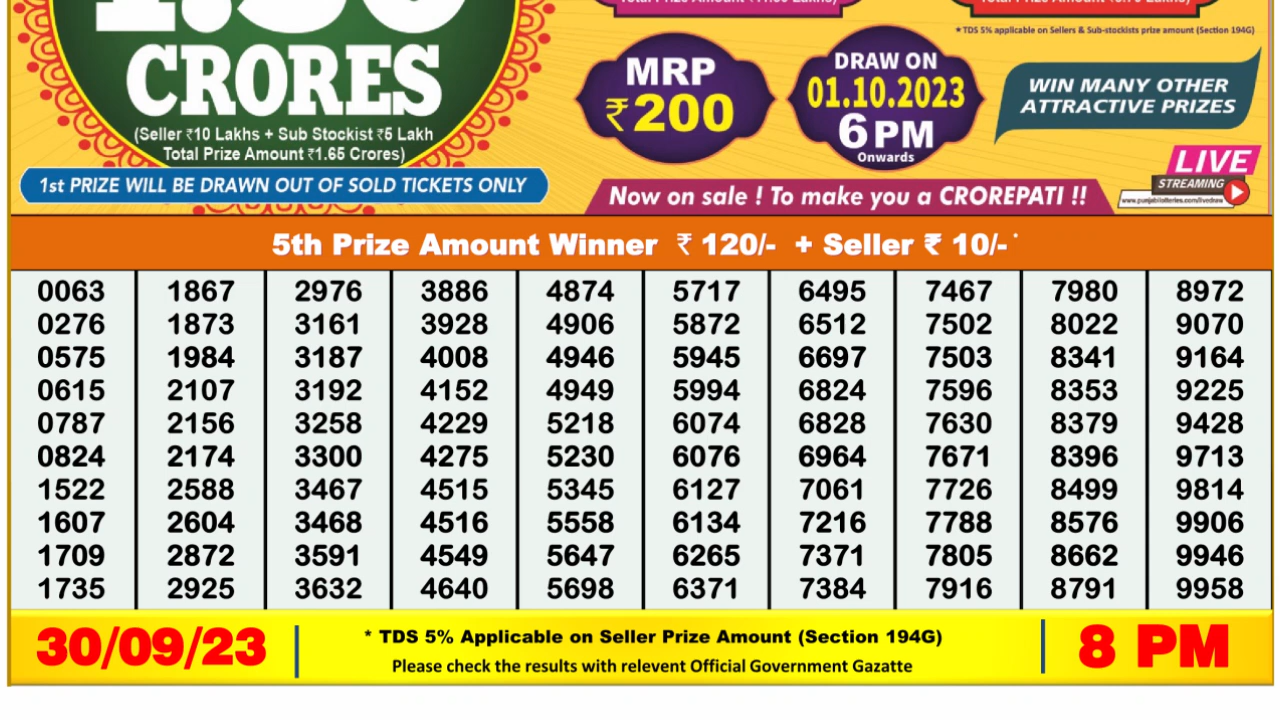 CRORES
(Seller ₹10 Lakhs + Sub Stockist ₹5 Lakh
Total Prize Amount ₹1.65 Crores)
1st PRIZE WILL BE DRAWN OUT OF SOLD TICKETS ONLY
*TDS 5% applicable on Sellers & Sub-stockists prize amount (Section 194G)
MRP
₹200
DRAW ON
01.10.2023
6 PM
Onwards
WIN MANY OTHER
ATTRACTIVE PRIZES
LIVE
STREAMING
www.punjablotteries.com/livedraw
Now on sale ! To make you a CROREPATI !!
5th Prize Amount Winner ₹ 120/- + Seller ₹ 10/-
0063 1867 2976 3886 4874 5717 6495 7467 7980 8972
0276 1873 3161 3928 4906 5872 6512 7502 8022 9070
0575 1984 3187 4008 4946 5945 6697 7503 8341 9164
0615 2107 3192 4152 4949 5994 6824 7596 8353 9225
0787 2156 3258 4229 5218 6074 6828 7630 8379 9428
0824 2174 3300 4275 5230 6076 6964 7671 8396 9713
1522 2588 3467 4515 5345 6127 7061 7726 8499 9814
1607 2604 3468 4516 5558 6134 7216 7788 8576 9906
1709 2872 3591 4549 5647 6265 7371 7805 8662 9946
1735 2925 3632 4640 5698 6371 7384 7916 8791 9958
30/09/23
* TDS 5% Applicable on Seller Prize Amount (Section 194G)
Please check the results with relevent Official Government Gazatte
8 PM